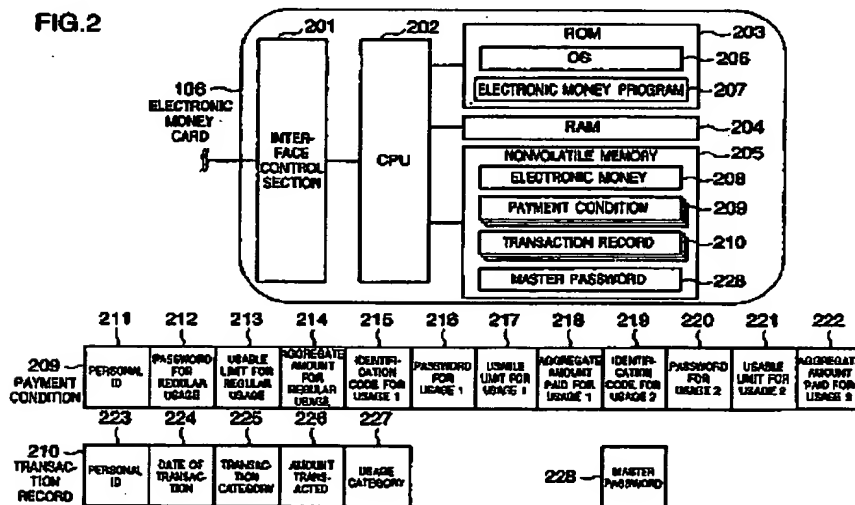 FIG.2
201
202
203
ROM
OS
206
ELECTRONIC MONEY PROGRAM
207
106
ELECTRONIC
MONEY
CARD
INTER-
FACE
CONTROL
SECTION
CPU
RAM
204
NONVOLATILE MEMORY
205
ELECTRONIC MONEY
208
PAYMENT CONDITION
209
TRANSACTION RECORD
210
MASTER PASSWORD
228
211
212
213
214
215
216
217
218
219
220
221
222
209
PAYMENT
CONDITION
PERSONAL
ID
PASSWORD
FOR
REGULAR
USAGE
USABLE
LIMIT FOR
REGULAR
USAGE
AGGREGATE
AMOUNT
FOR
REGULAR
USAGE
IDENTIFI-
CATION
CODE FOR
USAGE 1
PASSWORD
FOR
USAGE 1
USABLE
LIMIT FOR
USAGE 1
AGGREGATE
AMOUNT
PAID FOR
USAGE 1
IDENTIFI-
CATION
CODE FOR
USAGE 2
PASSWORD
FOR
USAGE 2
USABLE
LIMIT FOR
USAGE 2
AGGREGATE
AMOUNT
PAID FOR
USAGE 2
223
224
225
226
227
210
TRANSAC-
TION
RECORD
PERSONAL
ID
DATE OF
TRANSAC-
TION
TRANSAC-
TION
CATEGORY
AMOUNT
TRANS-
ACTED
USAGE
CATEGORY
228
MASTER
PASSWORD